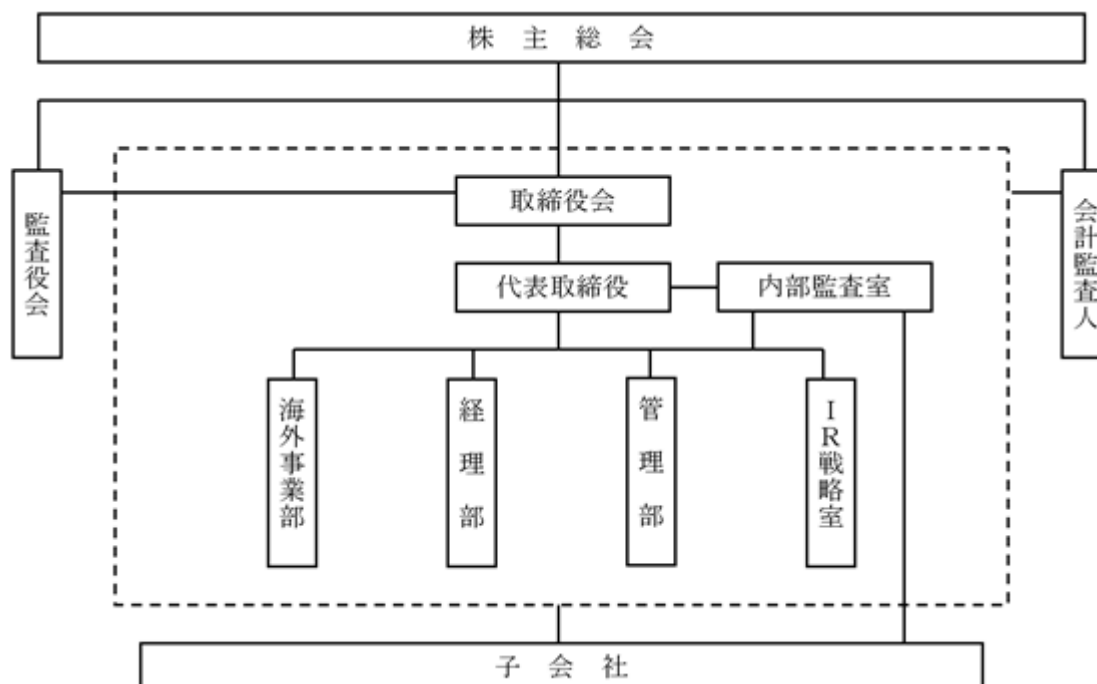 株主総会
取締役会
監査役会
会計監査人
代表取締役
内部監査室
海外事業部
経理部
管理部
IR戦略室
子会社